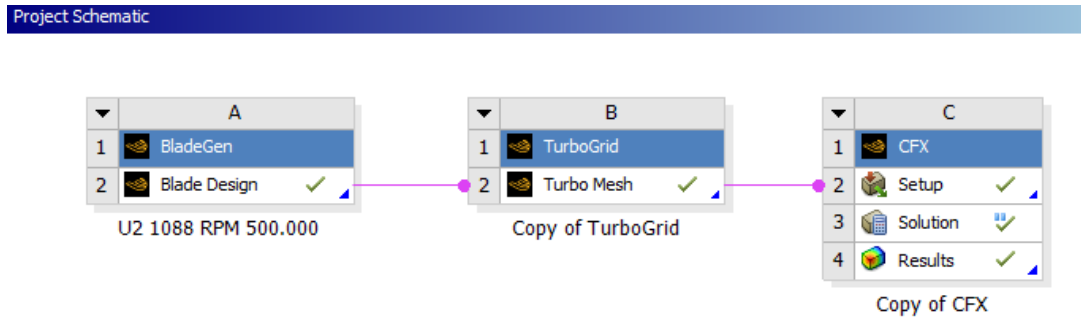 Project Schematic
A
1 BladeGen
2 Blade Design
U2 1088 RPM 500.000
B
1 TurboGrid
2 Turbo Mesh
Copy of TurboGrid
C
1 CFX
2 Setup
3 Solution
4 Results
Copy of CFX